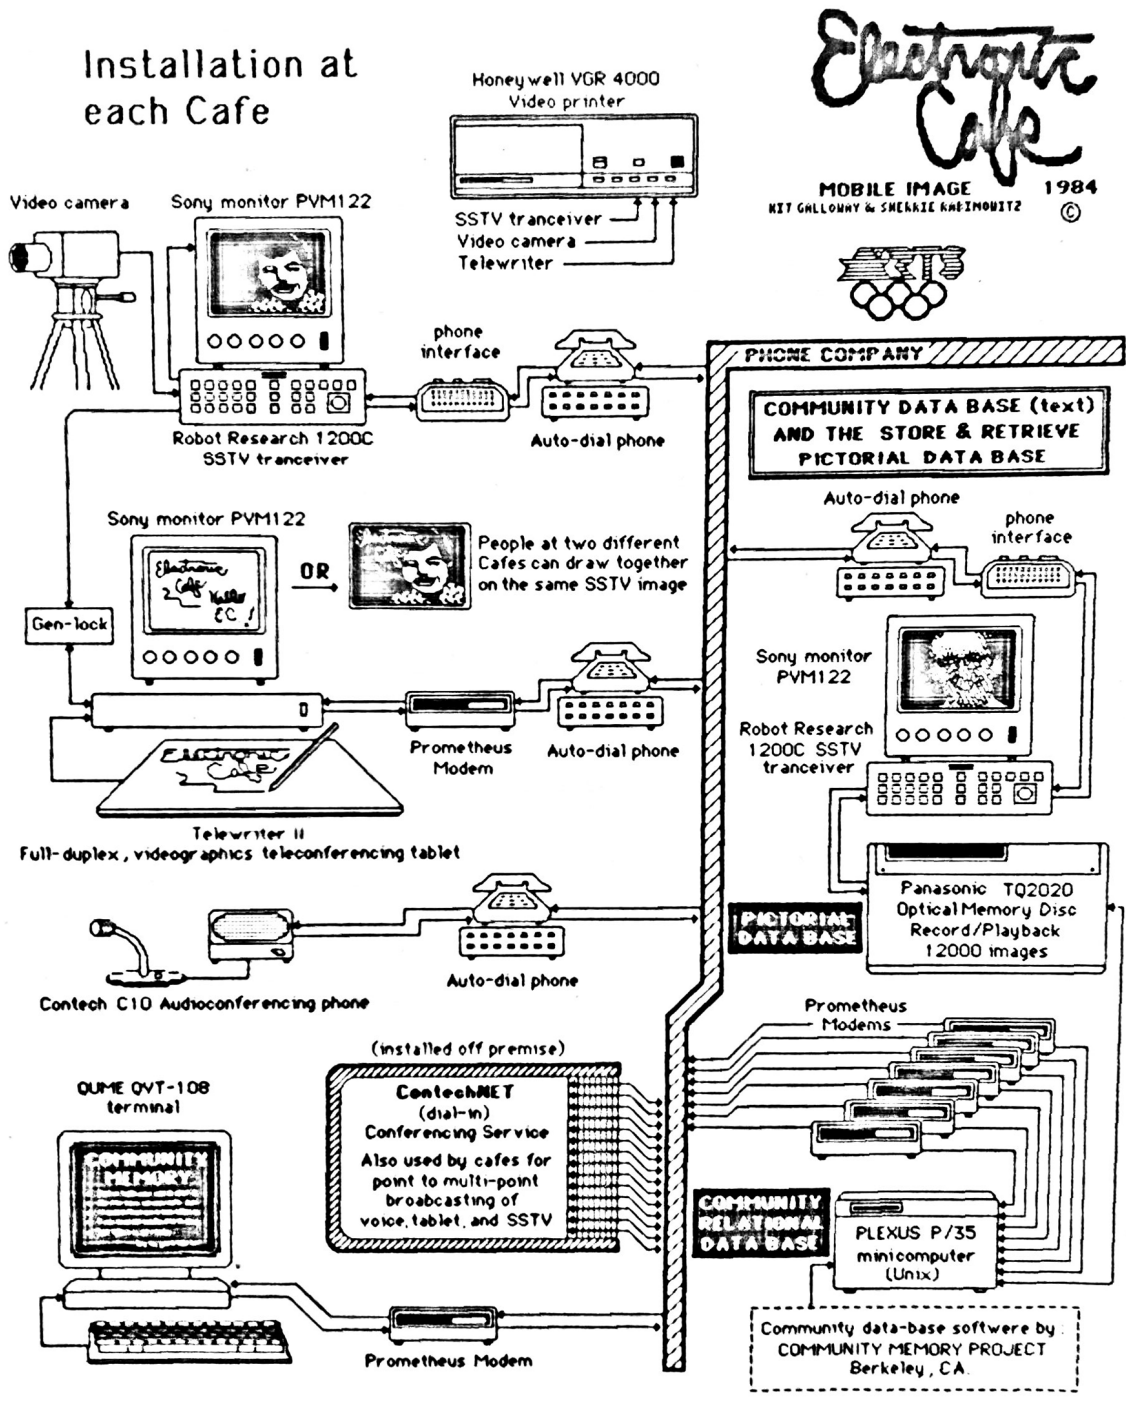 Installation at
each Cafe
Honeywell VGR 4000
Video printer
SSTV tranceiver
Video camera
Telewriter
Electronic
Cafe
MOBILE IMAGE 1984
KIT GALLOWAY & SHERRIE RABINOWITZ ©
ARTS
Video camera
Sony monitor PVM122
phone
interface
Robot Research 1200C
SSTV tranceiver
Auto-dial phone
PHONE COMPANY
COMMUNITY DATA BASE (text)
AND THE STORE & RETRIEVE
PICTORIAL DATA BASE
Sony monitor PVM122
Electronic
Cafe
EC!
OR
People at two different
Cafes can draw together
on the same SSTV image
Gen-lock
Prometheus
Modem
Auto-dial phone
Electronic
Cafe
Telewriter II
Full-duplex, videographics teleconferencing tablet
Auto-dial phone
phone
interface
Sony monitor
PVM122
Robot Research
1200C SSTV
tranceiver
Panasonic TQ2020
Optical Memory Disc
Record/Playback
12000 images
PICTORIAL
DATA BASE
Contech C10 Audioconferencing phone
Auto-dial phone
(installed off premise)
ContechNET
(dial-in)
Conferencing Service
Also used by cafes for
point to multi-point
broadcasting of
voice, tablet, and SSTV
Prometheus
Modems
QUME QVT-108
terminal
COMMUNITY
MEMORY
Prometheus Modem
COMMUNITY
RELATIONAL
DATA BASE
PLEXUS P/35
minicomputer
(Unix)
Community data-base softwere by:
COMMUNITY MEMORY PROJECT
Berkeley, CA.